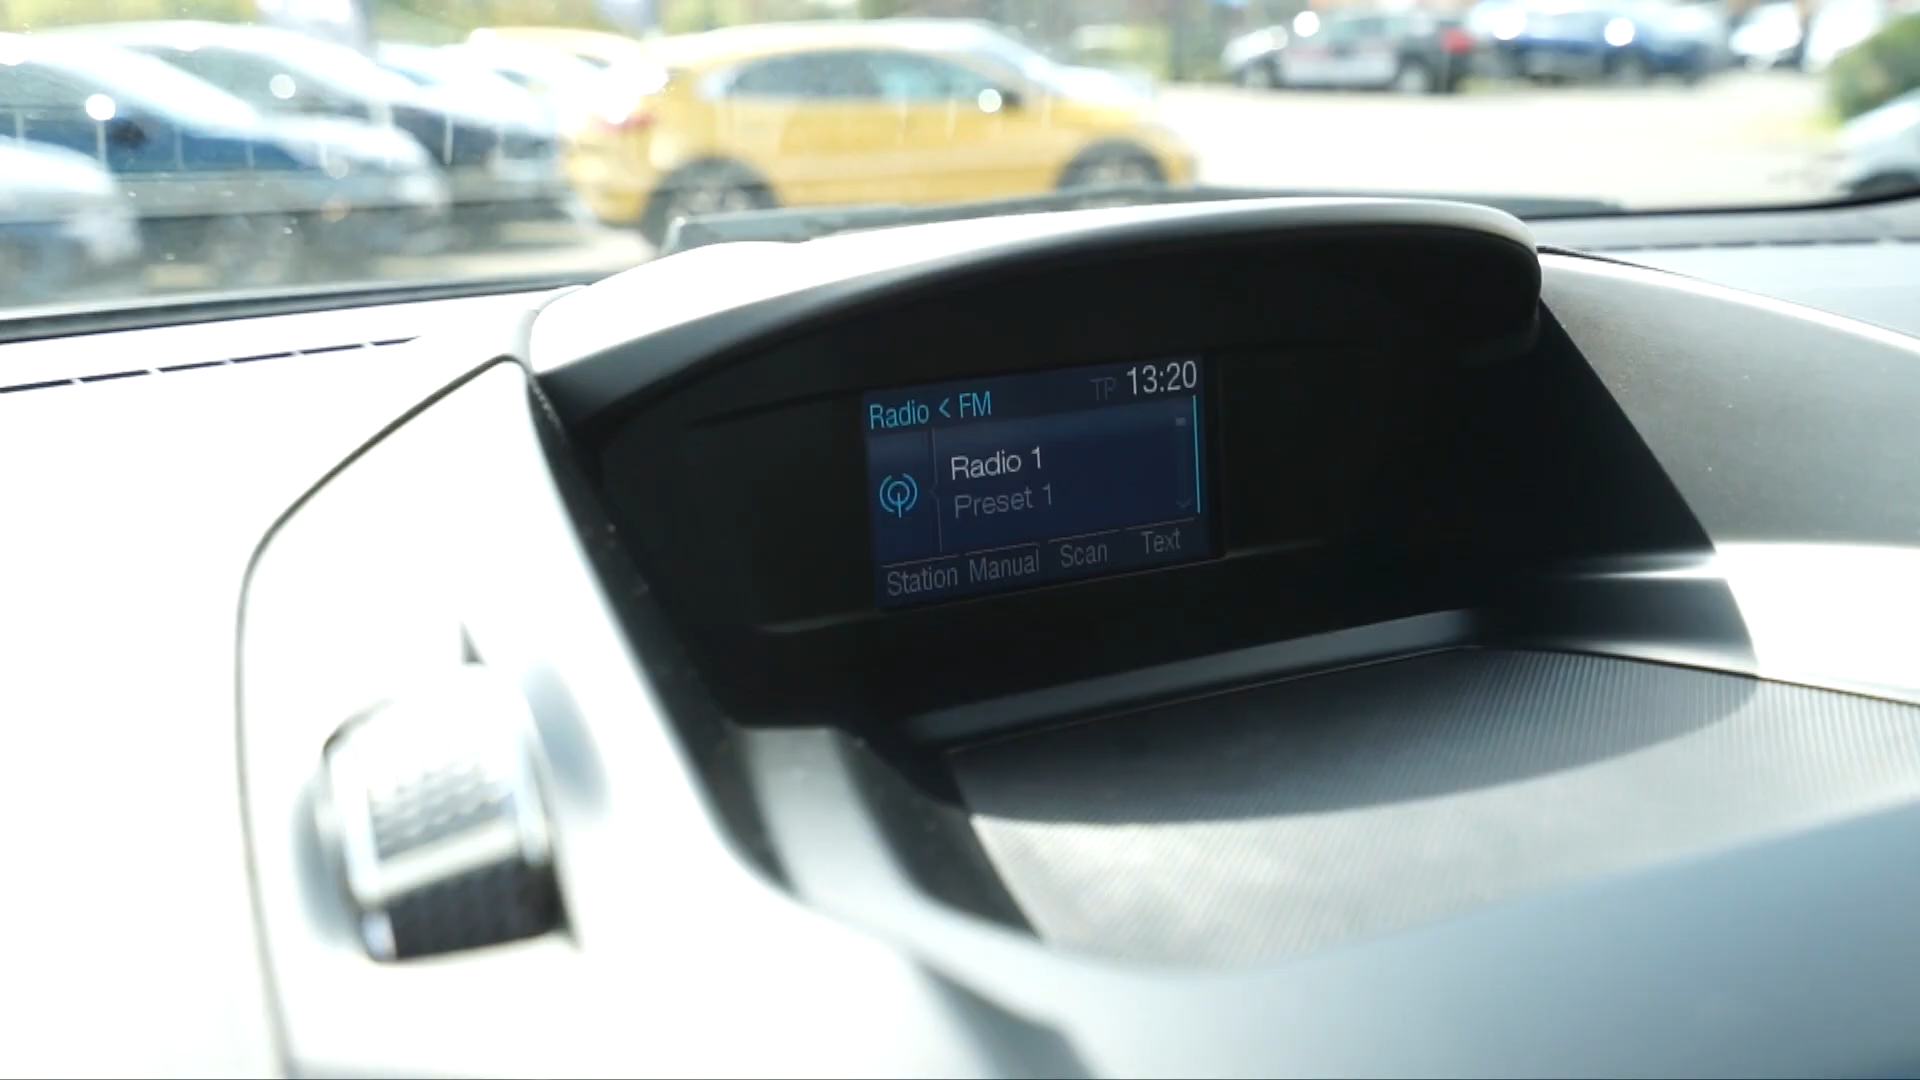 Radio < FM TP 13:20
Radio 1
Preset 1
Station Manual Scan Text